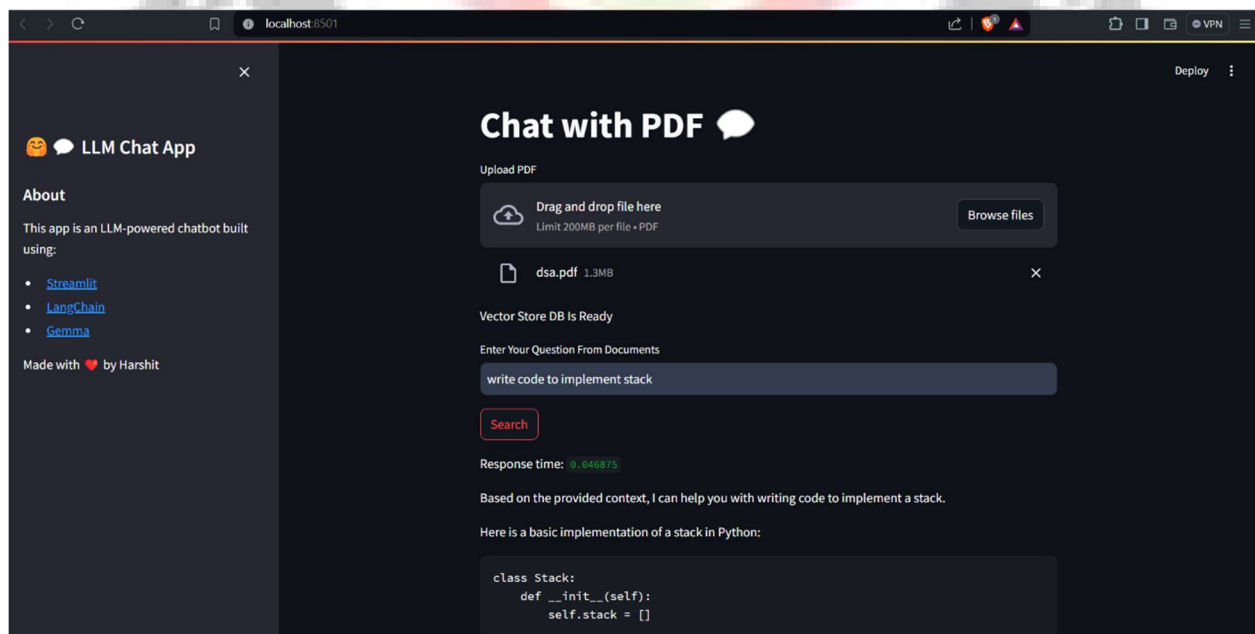 localhost:8501
VPN
Deploy
🤗💬 LLM Chat App
About
This app is an LLM-powered chatbot built
using:
• Streamlit
• LangChain
• Gemma
Made with ❤️ by Harshit
Chat with PDF 💬
Upload PDF
Drag and drop file here
Limit 200MB per file • PDF
Browse files
dsa.pdf 1.3MB
Vector Store DB Is Ready
Enter Your Question From Documents
write code to implement stack
Search
Response time: 0.046875
Based on the provided context, I can help you with writing code to implement a stack.
Here is a basic implementation of a stack in Python:
class Stack:
    def __init__(self):
        self.stack = []